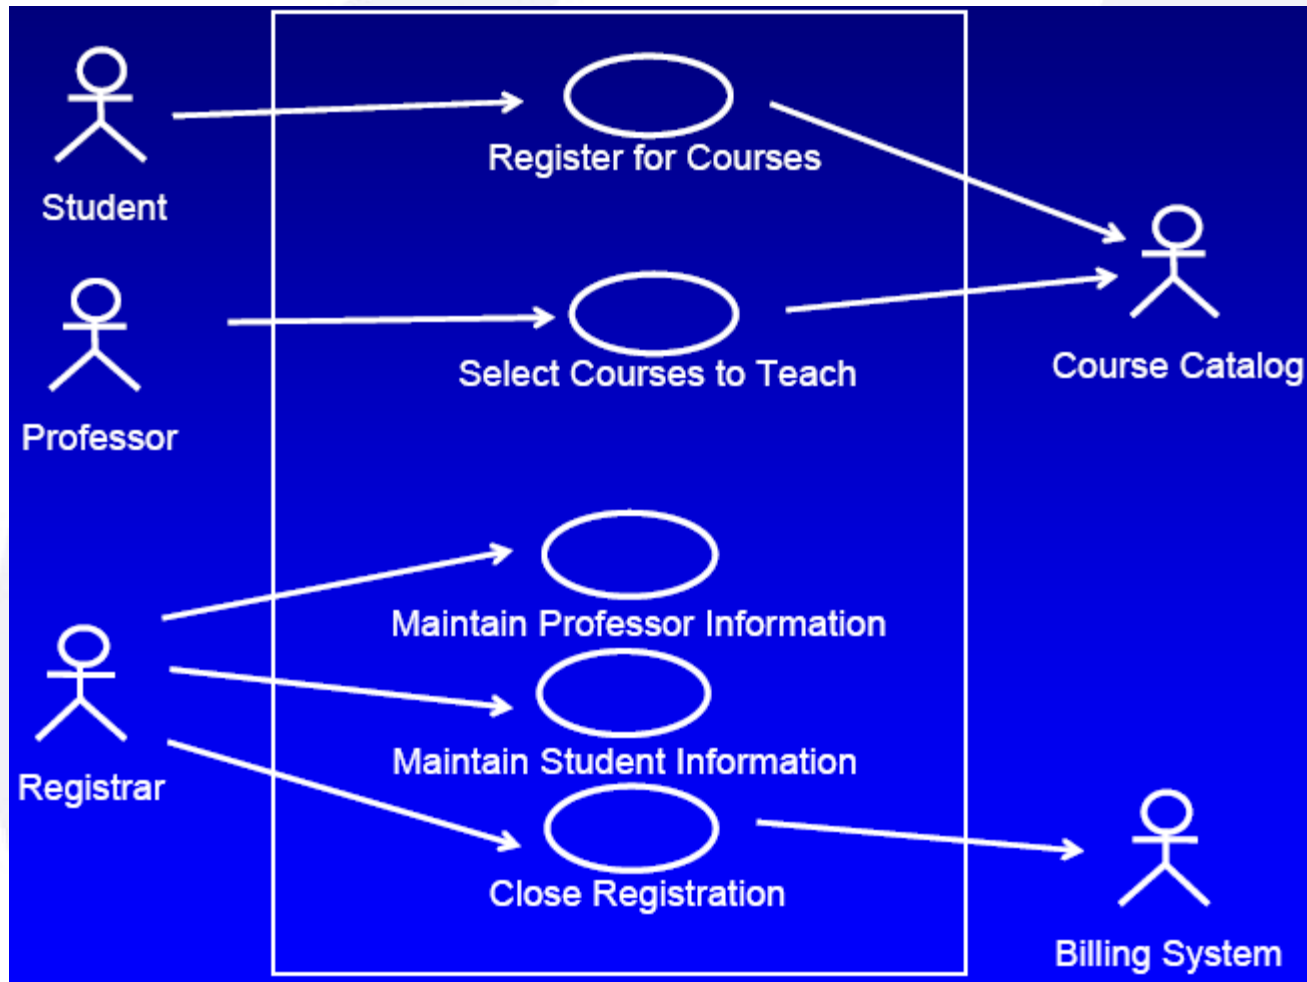 Register for Courses
Student
Course Catalog
Select Courses to Teach
Professor
Maintain Professor Information
Maintain Student Information
Registrar
Close Registration
Billing System